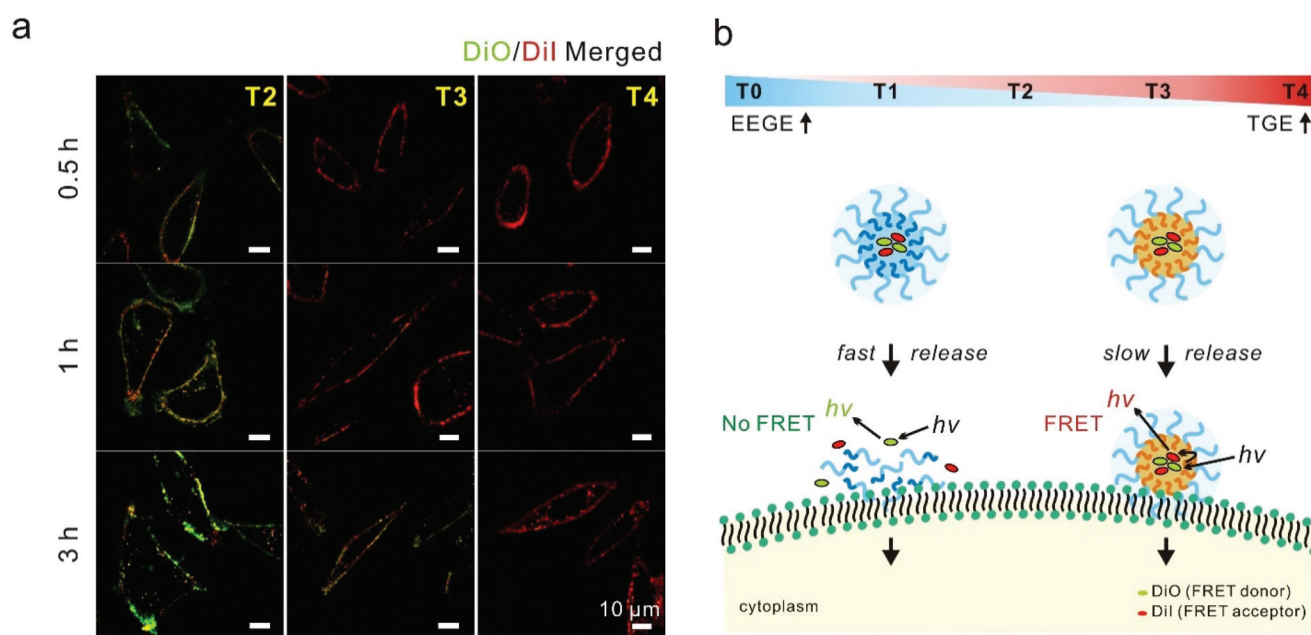 a
DiO/DiI Merged
T2 T3 T4
0.5 h
1 h
3 h
10 µm
b
T0 T1 T2 T3 T4
EEGE TGE
fast release
slow release
No FRET
hv
hv
FRET
hv
hv
cytoplasm
DiO (FRET donor)
DiI (FRET acceptor)